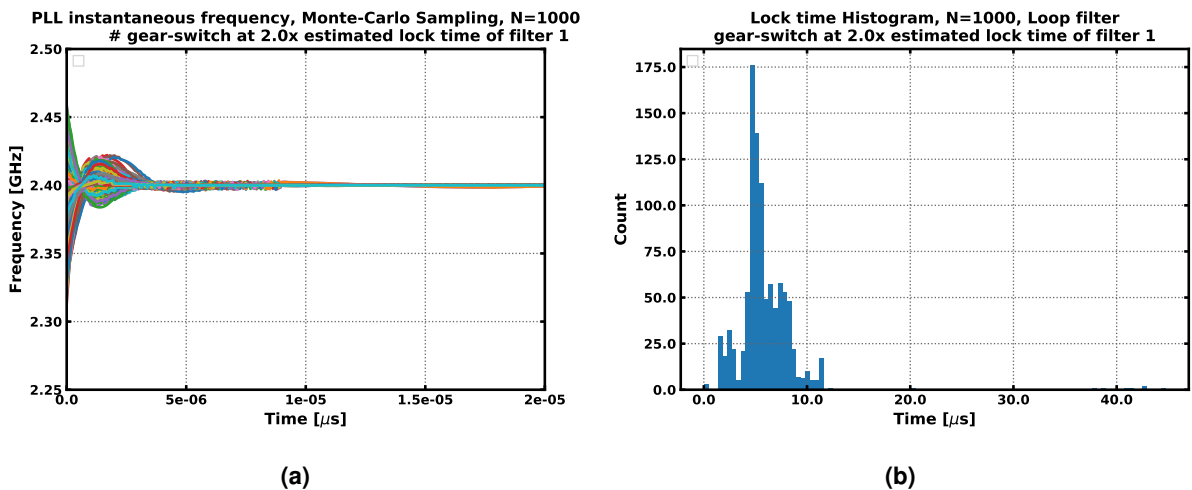 PLL instantaneous frequency, Monte-Carlo Sampling, N=1000
# gear-switch at 2.0x estimated lock time of filter 1
2.50
2.45
2.40
2.35
2.30
2.25
Frequency [GHz]
0.0 5e-06 1e-05 1.5e-05 2e-05
Time [μs]
(a)
Lock time Histogram, N=1000, Loop filter
gear-switch at 2.0x estimated lock time of filter 1
175.0
150.0
125.0
100.0
75.0
50.0
25.0
0.0
Count
0.0 10.0 20.0 30.0 40.0
Time [μs]
(b)